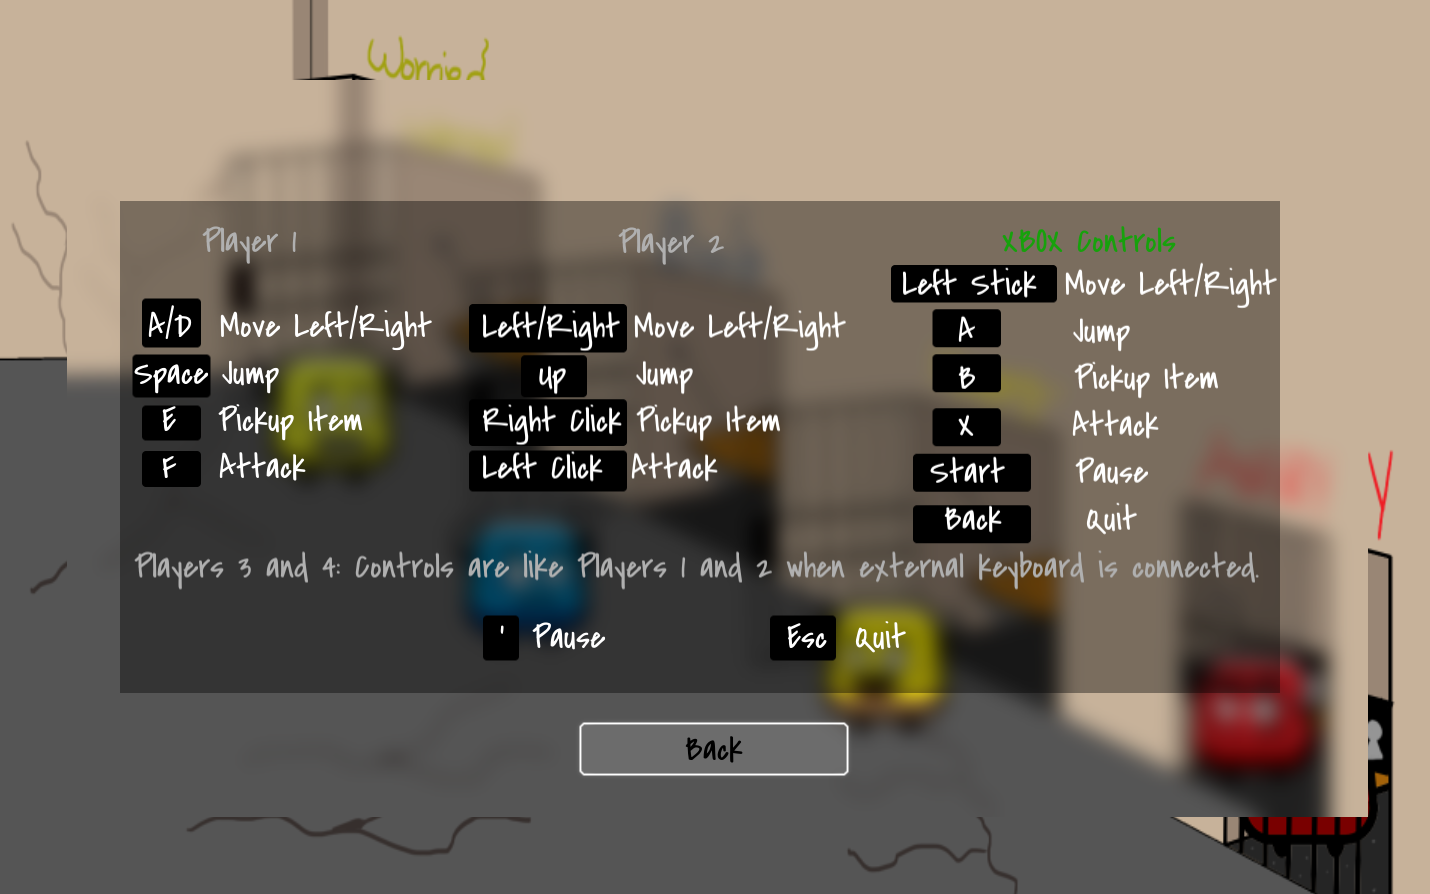 Worried
Player 1 Player 2 XBOX Controls
Left Stick Move Left/Right
A/D Move Left/Right Left/Right Move Left/Right A Jump
Space Jump Up Jump B Pickup Item
E Pickup Item Right Click Pickup Item X Attack
F Attack Left Click Attack Start Pause
Back Quit
Players 3 and 4: Controls are like Players 1 and 2 when external keyboard is connected.
' Pause Esc Quit
Back